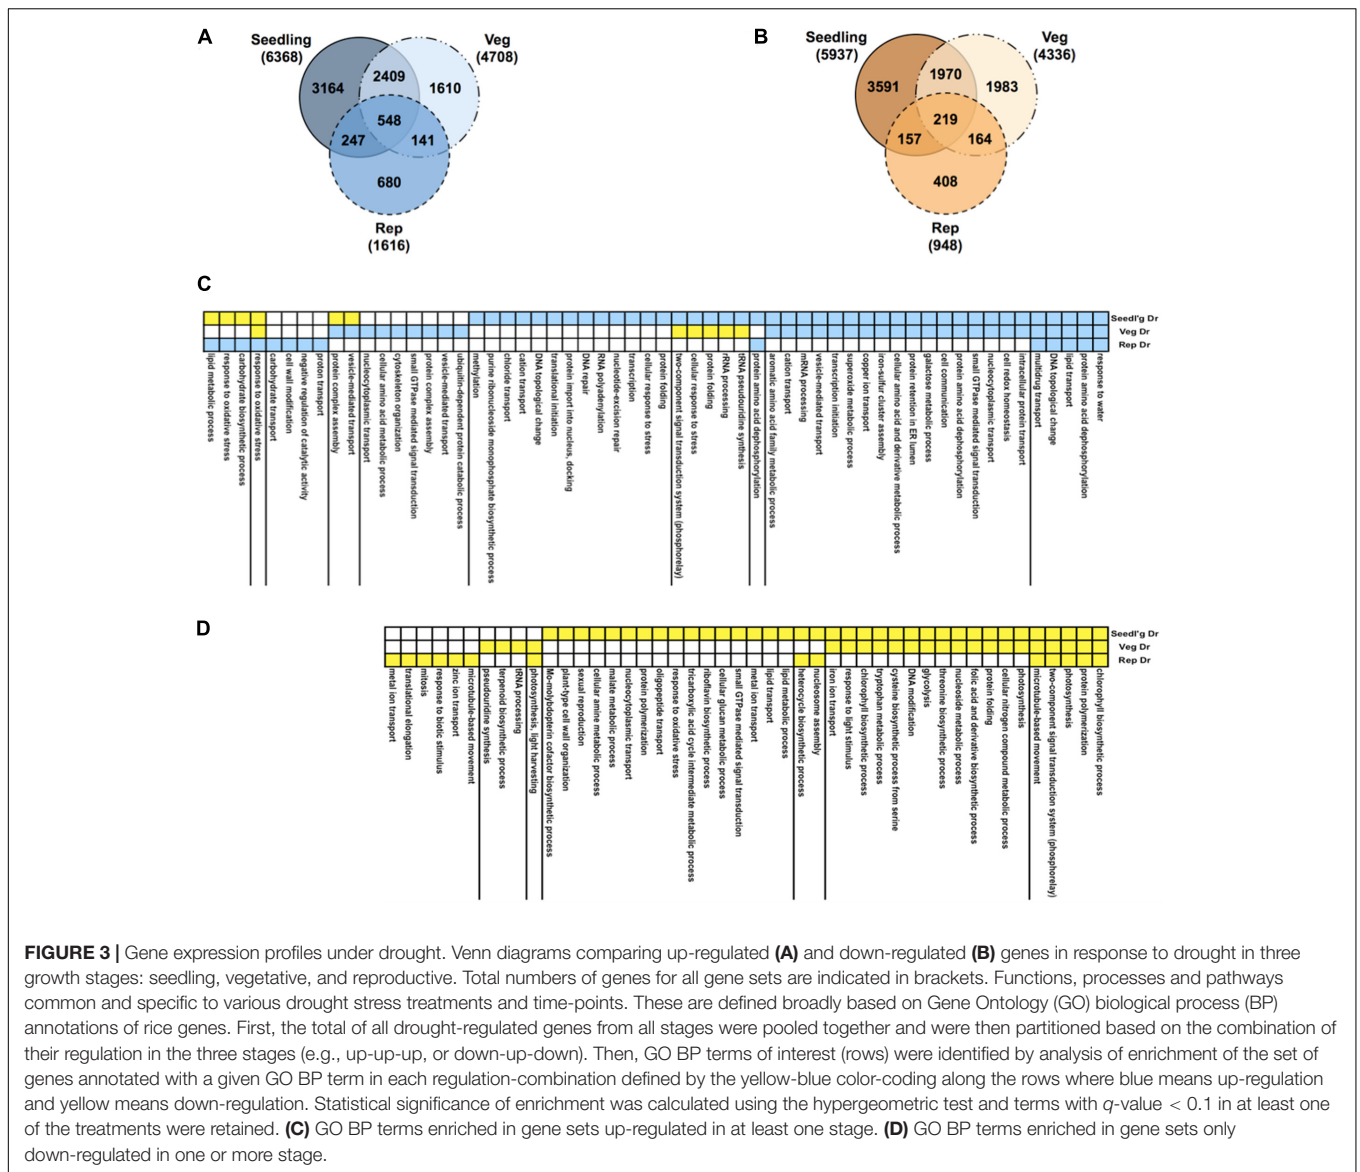 A
Seedling
(6368)
Veg
(4708)
3164
2409
1610
548
247
141
680
Rep
(1616)
B
Seedling
(5937)
Veg
(4336)
3591
1970
1983
219
157
164
408
Rep
(948)
C
Seedl'g Dr
Veg Dr
Rep Dr
lipid metabolic process
response to oxidative stress
carbohydrate biosynthetic process
response to oxidative stress
carbohydrate transport
cell wall modification
negative regulation of catalytic activity
proton transport
protein complex assembly
vesicle-mediated transport
nucleocytoplasmic transport
cellular amino acid metabolic process
cytoskeleton organization
small GTPase mediated signal transduction
protein complex assembly
vesicle-mediated transport
ubiquitin-dependent protein catabolic process
methylation
purine ribonucleoside monophosphate biosynthetic process
chloride transport
cation transport
DNA topological change
translational initiation
protein import into nucleus, docking
DNA repair
RNA polyadenylation
nucleotide-excision repair
transcription
cellular response to stress
protein folding
two-component signal transduction system (phosphorelay)
cellular response to stress
protein folding
rRNA processing
tRNA pseudouridine synthesis
protein amino acid dephosphorylation
aromatic amino acid family metabolic process
cation transport
mRNA processing
vesicle-mediated transport
transcription initiation
superoxide metabolic process
copper ion transport
iron-sulfur cluster assembly
cellular amino acid and derivative metabolic process
protein retention in ER lumen
galactose metabolic process
cell communication
protein amino acid dephosphorylation
small GTPase mediated signal transduction
nucleocytoplasmic transport
cell redox homeostasis
intracellular protein transport
multidrug transport
DNA topological change
lipid transport
protein amino acid dephosphorylation
response to water
D
Seedl'g Dr
Veg Dr
Rep Dr
metal ion transport
translational elongation
mitosis
response to biotic stimulus
zinc ion transport
microtubule-based movement
pseudouridine synthesis
terpenoid biosynthetic process
tRNA processing
photosynthesis, light harvesting
Mo-molybdopterin cofactor biosynthetic process
plant-type cell wall organization
sexual reproduction
cellular amine metabolic process
malate metabolic process
nucleocytoplasmic transport
protein polymerization
oligopeptide transport
response to oxidative stress
tricarboxylic acid cycle intermediate metabolic process
riboflavin biosynthetic process
cellular glucan metabolic process
small GTPase mediated signal transduction
metal ion transport
lipid transport
lipid metabolic process
heterocycle biosynthetic process
nucleosome assembly
iron ion transport
response to light stimulus
chlorophyll biosynthetic process
tryptophan metabolic process
cysteine biosynthetic process from serine
DNA modification
glycolysis
threonine biosynthetic process
nucleoside metabolic process
folic acid and derivative biosynthetic process
protein folding
cellular nitrogen compound metabolic process
photosynthesis
microtubule-based movement
two-component signal transduction system (phosphorelay)
photosynthesis
protein polymerization
chlorophyll biosynthetic process
FIGURE 3 | Gene expression profiles under drought. Venn diagrams comparing up-regulated (A) and down-regulated (B) genes in response to drought in three
growth stages: seedling, vegetative, and reproductive. Total numbers of genes for all gene sets are indicated in brackets. Functions, processes and pathways
common and specific to various drought stress treatments and time-points. These are defined broadly based on Gene Ontology (GO) biological process (BP)
annotations of rice genes. First, the total of all drought-regulated genes from all stages were pooled together and were then partitioned based on the combination of
their regulation in the three stages (e.g., up-up-up, or down-up-down). Then, GO BP terms of interest (rows) were identified by analysis of enrichment of the set of
genes annotated with a given GO BP term in each regulation-combination defined by the yellow-blue color-coding along the rows where blue means up-regulation
and yellow means down-regulation. Statistical significance of enrichment was calculated using the hypergeometric test and terms with q-value < 0.1 in at least one
of the treatments were retained. (C) GO BP terms enriched in gene sets up-regulated in at least one stage. (D) GO BP terms enriched in gene sets only
down-regulated in one or more stage.